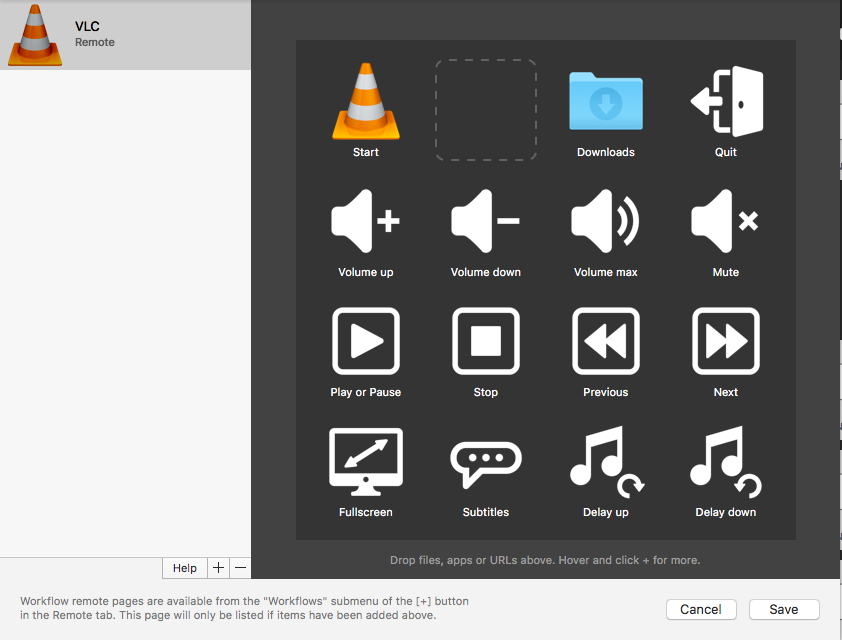 VLC
Remote
Start
Downloads
Quit
Volume up
Volume down
Volume max
Mute
Play or Pause
Stop
Previous
Next
Fullscreen
Subtitles
Delay up
Delay down
Drop files, apps or URLs above. Hover and click + for more.
Help
Workflow remote pages are available from the "Workflows" submenu of the [+] button
in the Remote tab. This page will only be listed if items have been added above.
Cancel
Save